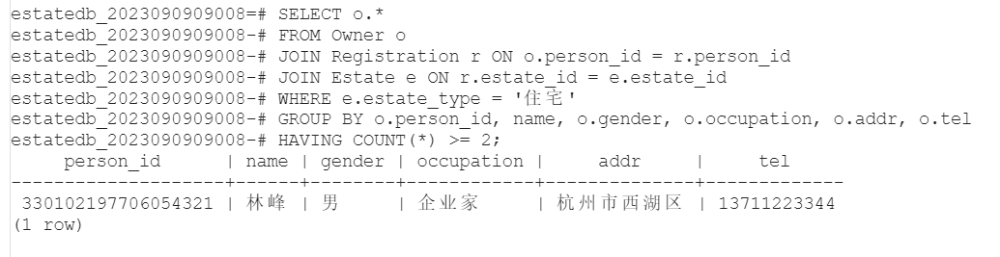 estatedb_2023090909008=# SELECT o.*
estatedb_2023090909008-# FROM Owner o
estatedb_2023090909008-# JOIN Registration r ON o.person_id = r.person_id
estatedb_2023090909008-# JOIN Estate e ON r.estate_id = e.estate_id
estatedb_2023090909008-# WHERE e.estate_type = '住宅'
estatedb_2023090909008-# GROUP BY o.person_id, name, o.gender, o.occupation, o.addr, o.tel
estatedb_2023090909008-# HAVING COUNT(*) >= 2;
     person_id      | name | gender | occupation |     addr     |     tel
--------------------+------+--------+------------+--------------+-------------
 330102197706054321 | 林峰 | 男     | 企业家     | 杭州市西湖区 | 13711223344
(1 row)